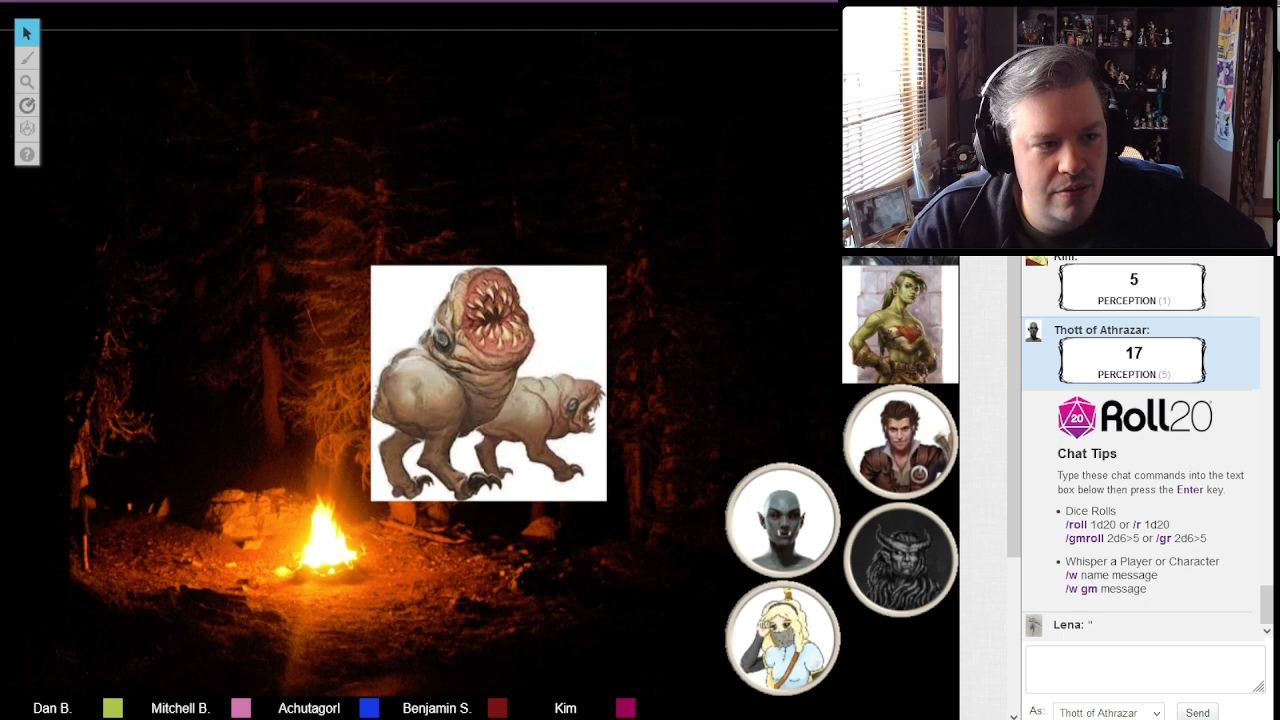 5
PERCEPTION (1)
Thott of Athrazar:
17
PERCEPTION (5)
20
Roll20
Chat Tips
Type these chat commands into the text
box below then press the Enter key.
• Dice Rolls
/roll 1d20 or /r 1d20
/gmroll 2d6>5 or /gr 2d6>5
• Whisper a Player or Character
/w name message
/w gm message
Lena: "
As: Thott of Athrazar Send
Dan B. Mitchell B. Achutagorl Benjamin S. Kim